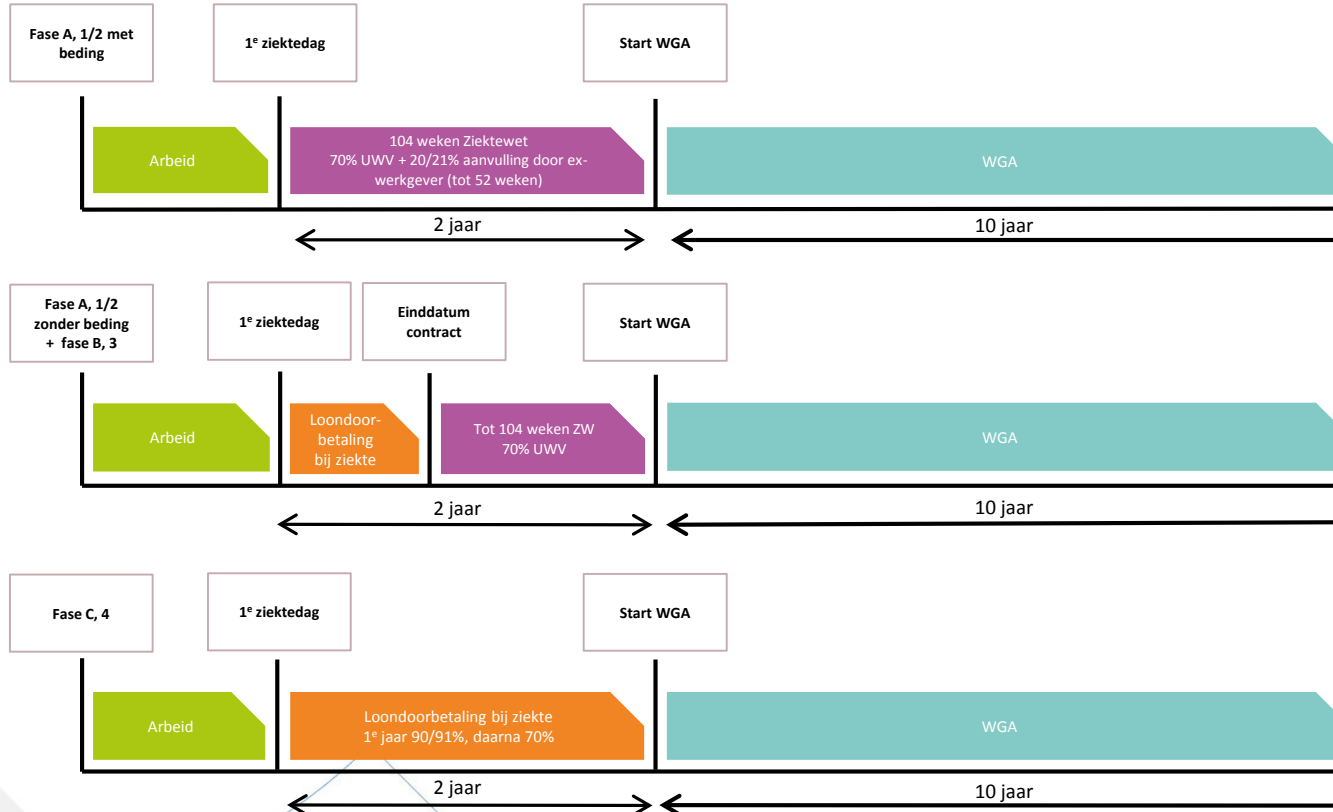 Fase A, 1/2 met
beding
1e ziektedag
Start WGA
Arbeid
104 weken Ziektewet
70% UWV + 20/21% aanvulling door ex-
werkgever (tot 52 weken)
WGA
2 jaar
10 jaar
Fase A, 1/2
zonder beding
+ fase B, 3
1e ziektedag
Einddatum
contract
Start WGA
Arbeid
Loondoor-
betaling
bij ziekte
Tot 104 weken ZW
70% UWV
WGA
2 jaar
10 jaar
Fase C, 4
1e ziektedag
Start WGA
Arbeid
Loondoorbetaling bij ziekte
1e jaar 90/91%, daarna 70%
WGA
2 jaar
10 jaar